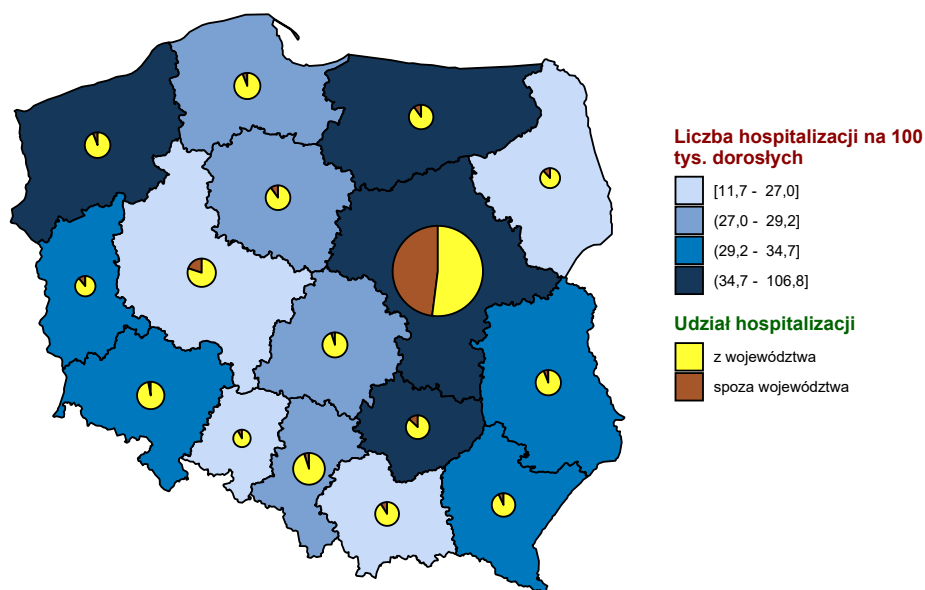 Liczba hospitalizacji na 100
tys. dorosłych
[11,7 - 27,0]
(27,0 - 29,2]
(29,2 - 34,7]
(34,7 - 106,8]
Udział hospitalizacji
z województwa
spoza województwa